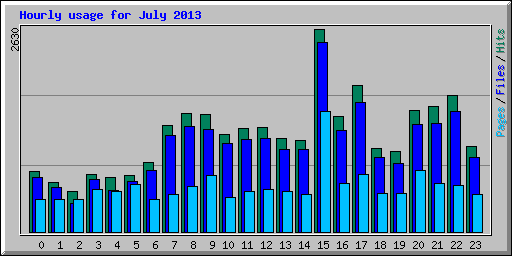 Hourly usage for July 2013
2630
Pages / Files / Hits
0 1 2 3 4 5 6 7 8 9 10 11 12 13 14 15 16 17 18 19 20 21 22 23